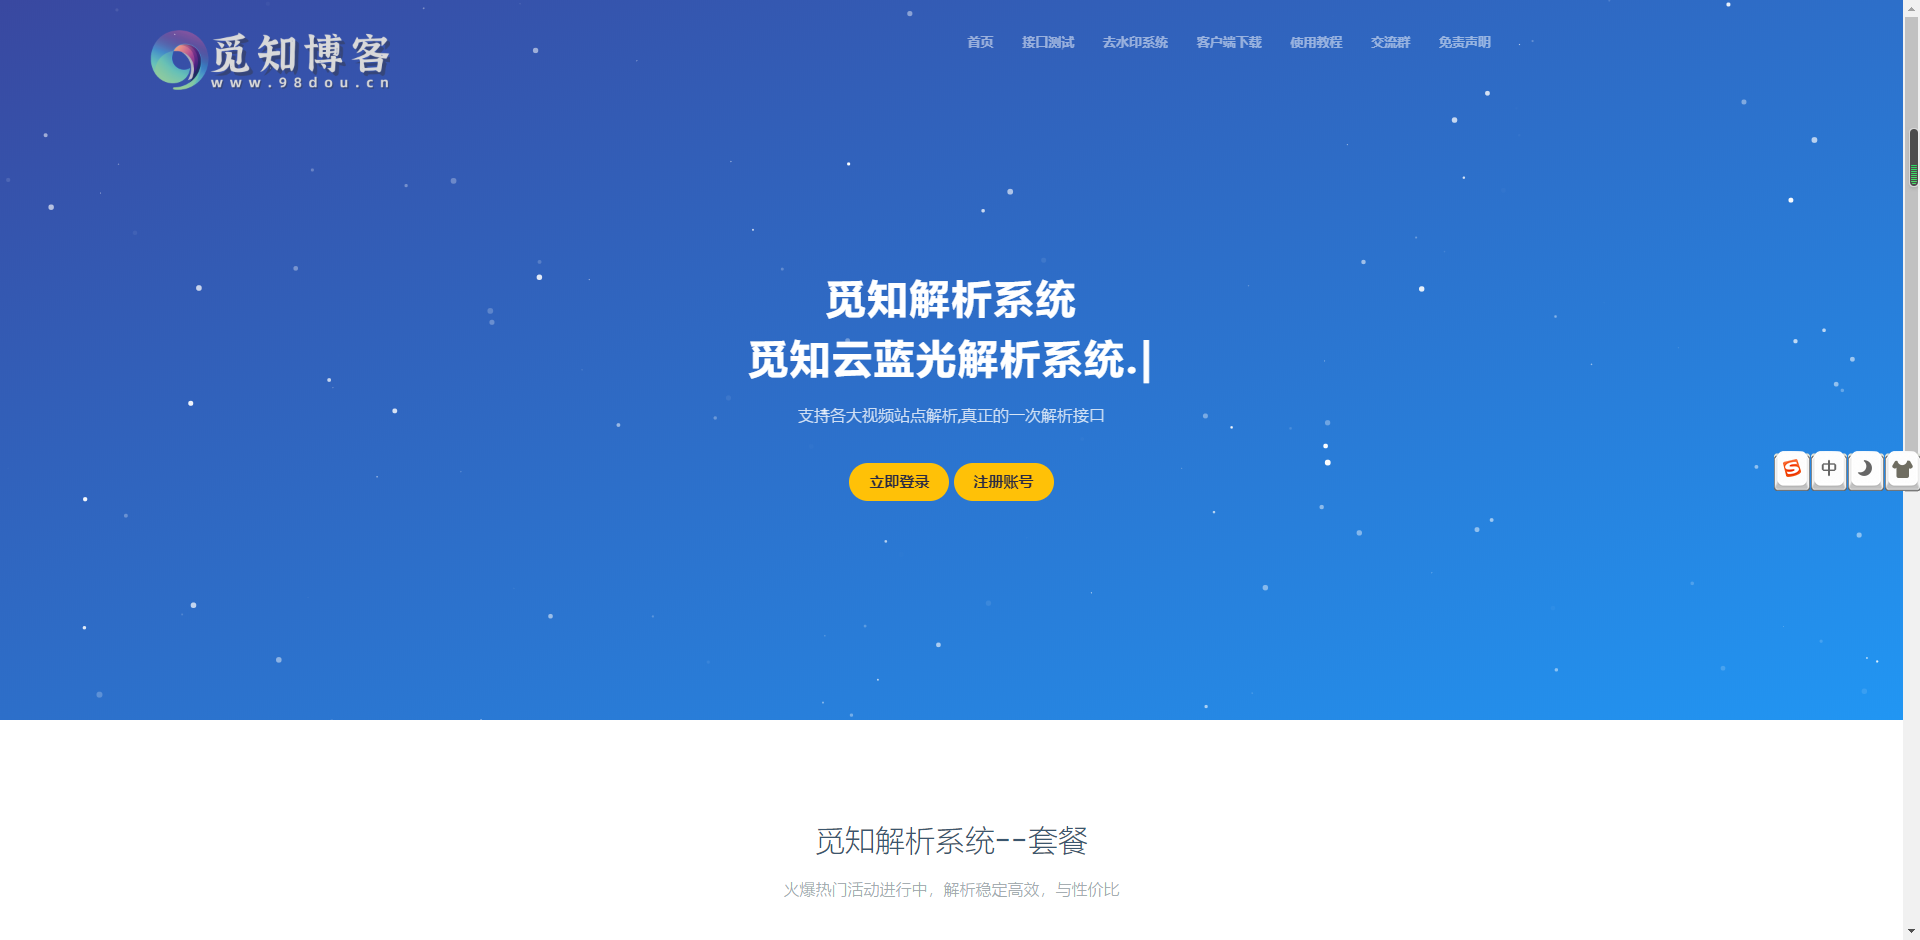 觅知博客
www.98dou.cn
首页 接口测试 去水印系统 客户端下载 使用教程 交流群 免责声明
觅知解析系统
觅知云蓝光解析系统.|
支持各大视频站点解析,真正的一次解析接口
立即登录 注册账号
S 中
觅知解析系统--套餐
火爆热门活动进行中，解析稳定高效，与性价比